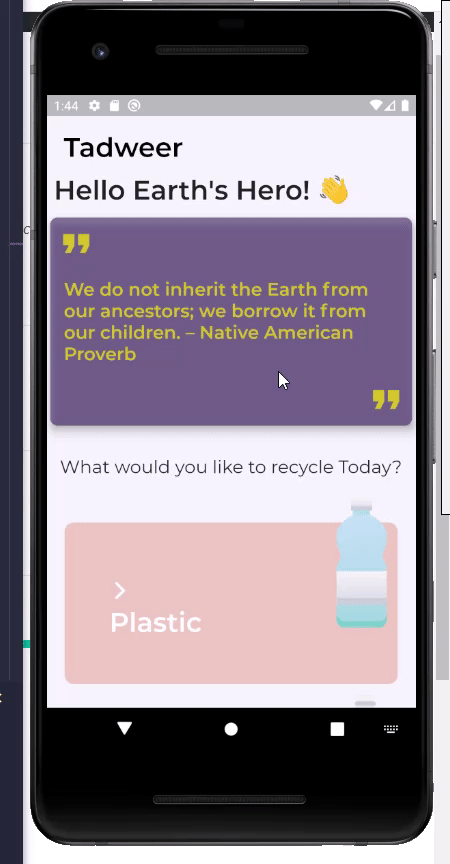 1:44
Tadweer
Hello Earth's Hero! 👋
We do not inherit the Earth from
our ancestors; we borrow it from
our children. – Native American
Proverb
What would you like to recycle Today?
Plastic